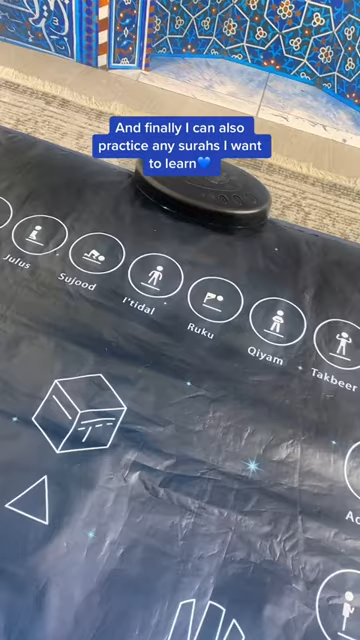 And finally I can also
practice any surahs I want
to learn💙
Julus
Sujood
I'tidal
Ruku
Qiyam
Takbeer